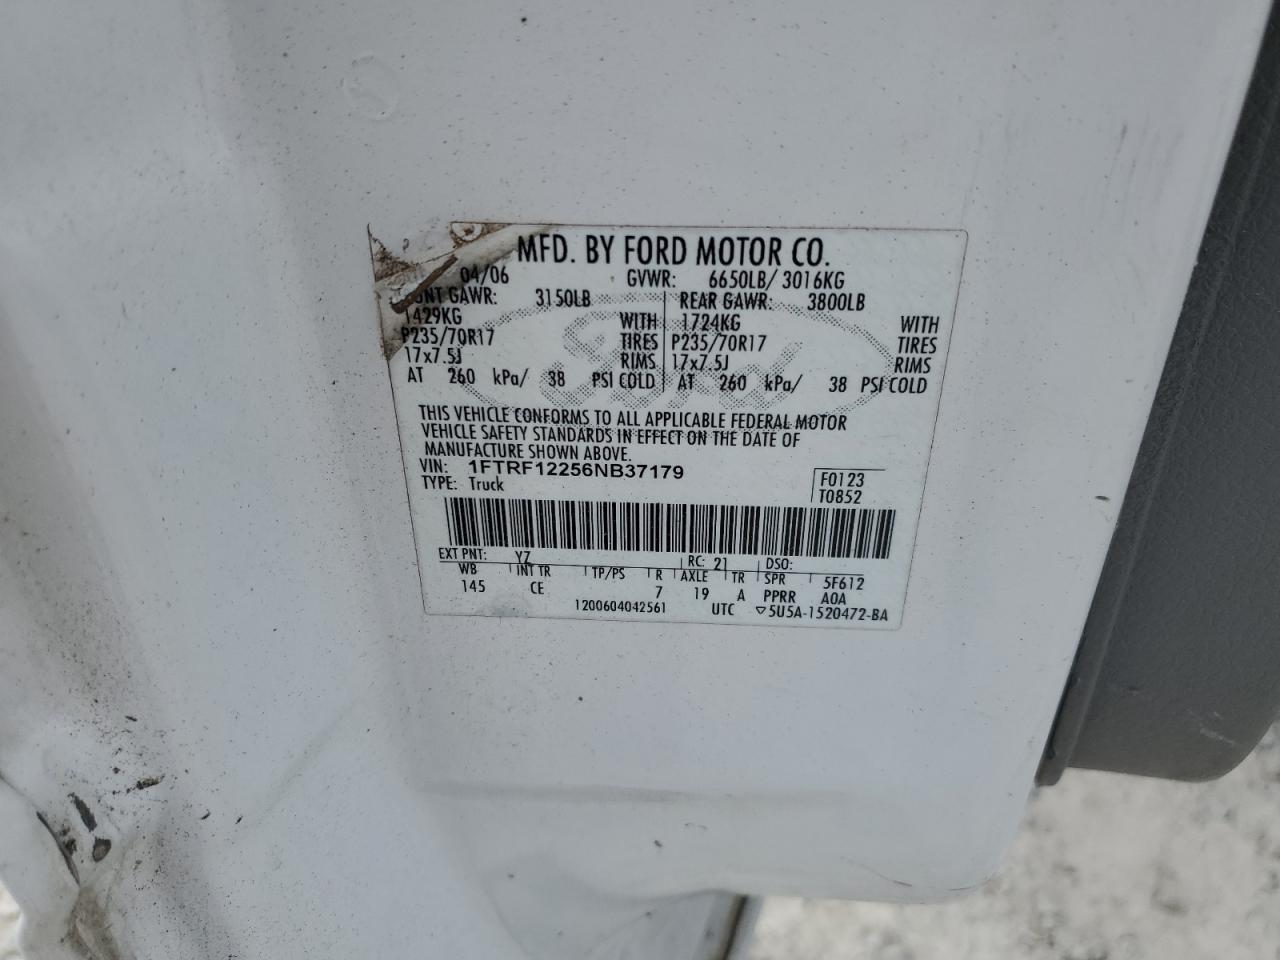 MFD. BY FORD MOTOR CO.
04/06 GVWR: 6650LB/ 3016KG
GAWR: 3150LB REAR GAWR: 3800LB
1429KG WITH 1724KG WITH
P235/70R17 TIRES P235/70R17 TIRES
17x7.5J RIMS 17x7.5J RIMS
AT 260 kPa/ 38 PSI COLD AT 260 kPa/ 38 PSI COLD
Ford
THIS VEHICLE CONFORMS TO ALL APPLICABLE FEDERAL MOTOR
VEHICLE SAFETY STANDARDS IN EFFECT ON THE DATE OF
MANUFACTURE SHOWN ABOVE.
VIN: 1FTRF12256NB37179
TYPE: Truck
F0123
T0852
EXT PNT: YZ RC: 21 DSO:
WB INT TR TP/PS R AXLE TR SPR 5F612
145 CE 7 19 A PPRR A0A
1200604042561 UTC ▽5U5A-1520472-BA